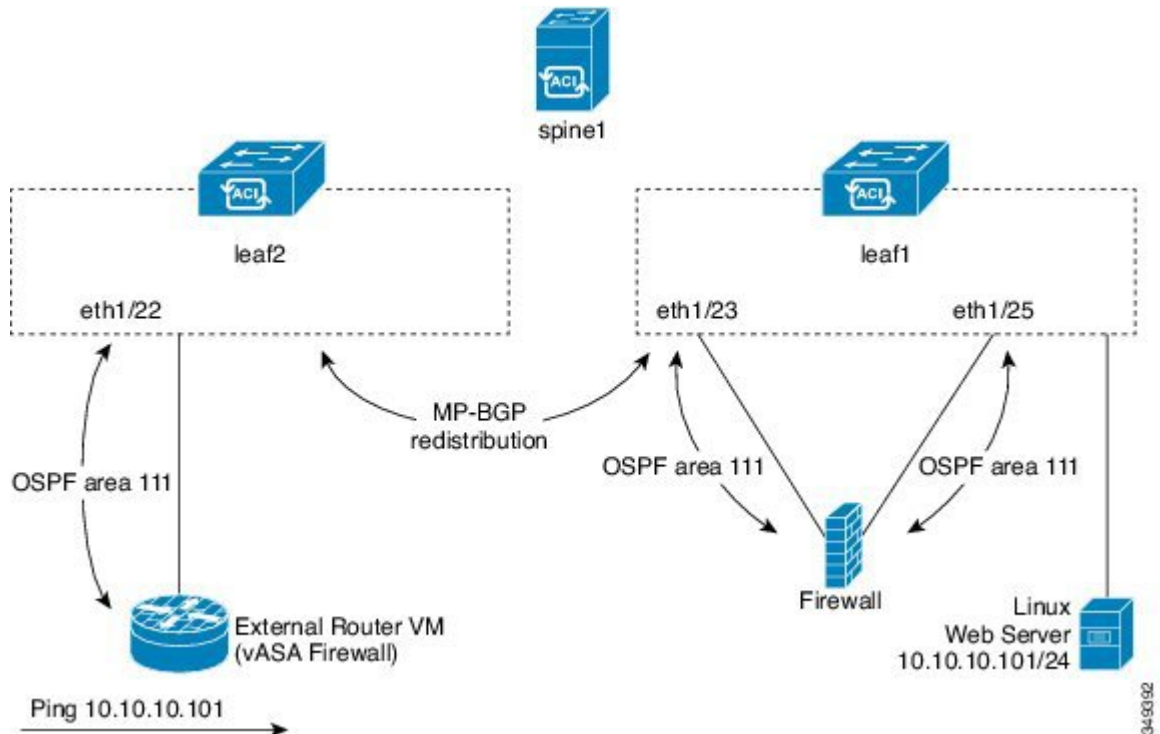 ACI
spine1
ACI
leaf2
ACI
leaf1
eth1/22
eth1/23
eth1/25
MP-BGP
redistribution
OSPF area 111
OSPF area 111
OSPF area 111
External Router VM
(vASA Firewall)
Firewall
Linux
Web Server
10.10.10.101/24
Ping 10.10.10.101
349392